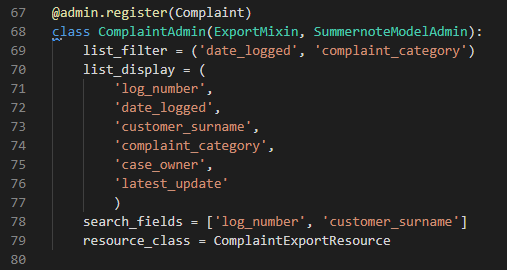 67 @admin.register(Complaint)
68 class ComplaintAdmin(ExportMixin, SummernoteModelAdmin):
69     list_filter = ('date_logged', 'complaint_category')
70     list_display = (
71         'log_number',
72         'date_logged',
73         'customer_surname',
74         'complaint_category',
75         'case_owner',
76         'latest_update'
77         )
78     search_fields = ['log_number', 'customer_surname']
79     resource_class = ComplaintExportResource
80